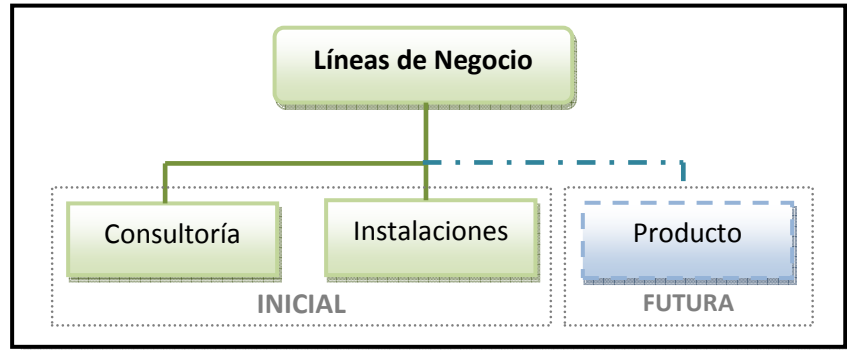 Líneas de Negocio
Consultoría
Instalaciones
Producto
INICIAL
FUTURA